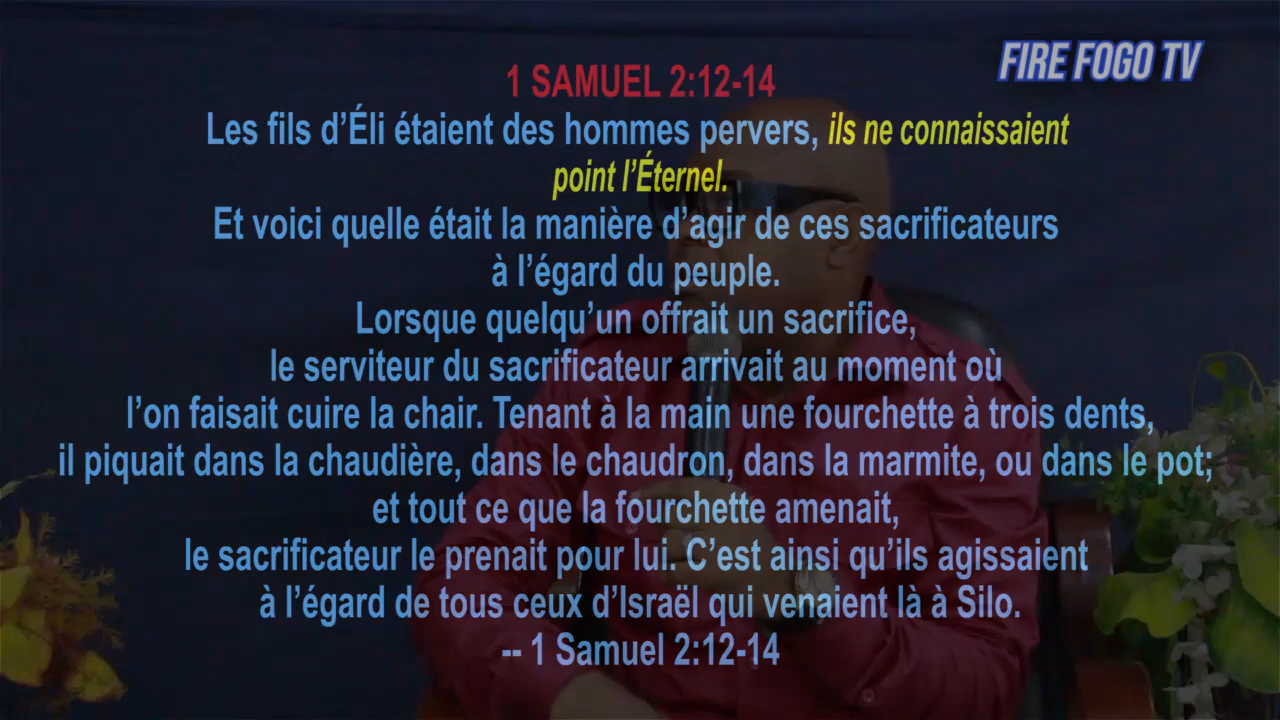 FIRE FOGO TV
1 SAMUEL 2:12-14
Les fils d’Éli étaient des hommes pervers, ils ne connaissaient
point l’Éternel.
Et voici quelle était la manière d’agir de ces sacrificateurs
à l’égard du peuple.
Lorsque quelqu’un offrait un sacrifice,
le serviteur du sacrificateur arrivait au moment où
l’on faisait cuire la chair. Tenant à la main une fourchette à trois dents,
il piquait dans la chaudière, dans le chaudron, dans la marmite, ou dans le pot;
et tout ce que la fourchette amenait,
le sacrificateur le prenait pour lui. C’est ainsi qu’ils agissaient
à l’égard de tous ceux d’Israël qui venaient là à Silo.
-- 1 Samuel 2:12-14